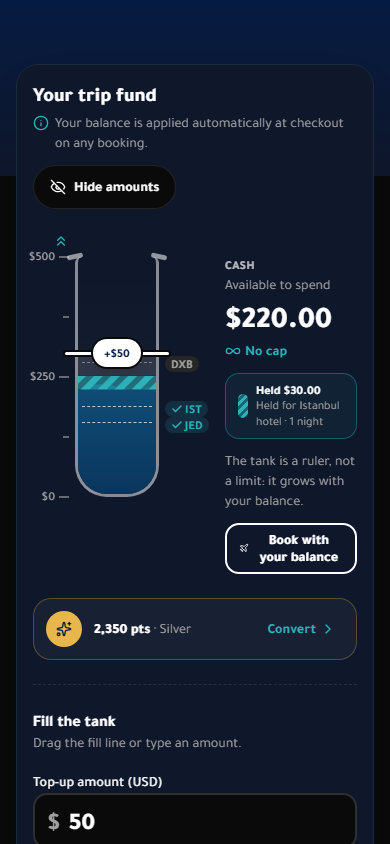 Your trip fund
Your balance is applied automatically at checkout
on any booking.
Hide amounts
$500
+$50
DXB
$250
IST
JED
$0
CASH
Available to spend
$220.00
No cap
Held $30.00
Held for Istanbul
hotel · 1 night
The tank is a ruler, not
a limit: it grows with
your balance.
Book with
your balance
2,350 pts · Silver
Convert
Fill the tank
Drag the fill line or type an amount.
Top-up amount (USD)
$ 50